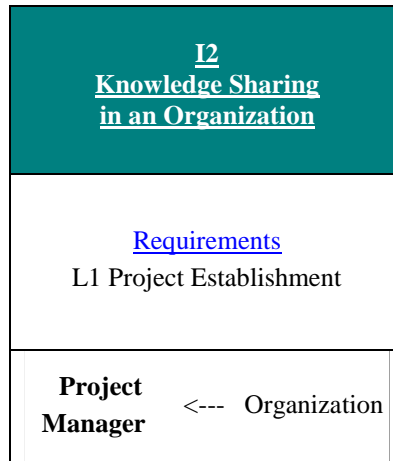 I2
Knowledge Sharing
in an Organization
Requirements
L1 Project Establishment
Project
Manager
<--- Organization